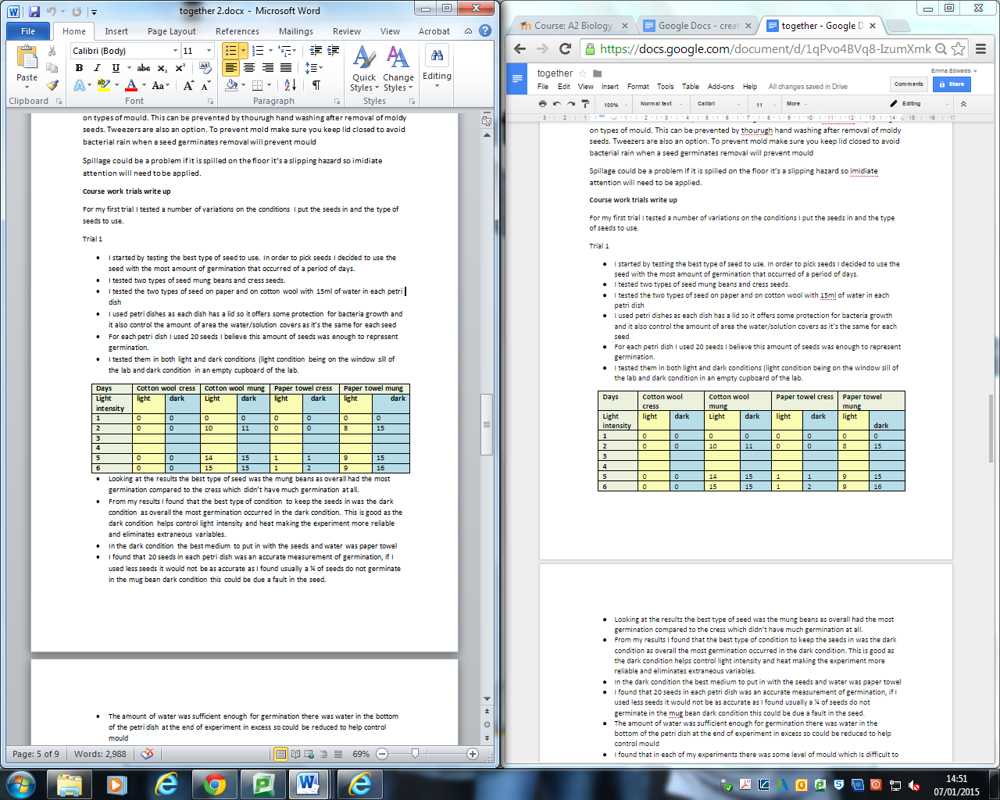 together 2.docx - Microsoft Word
File Home Insert Page Layout References Mailings Review View Acrobat
Calibri (Body) 11
Paste
B I U abc x₂ x²
Quick Styles
Change Styles
Editing
Clipboard Font Paragraph Styles
on types of mould. This can be prevented by thourugh hand washing after removal of moldy
seeds. Tweezers are also an option. To prevent mold make sure you keep lid closed to avoid
bacterial rain when a seed germinates removal will prevent mould
Spillage could be a problem if it is spilled on the floor it's a slipping hazard so imidiate
attention will need to be applied.
Course work trials write up
For my first trial I tested a number of variations on the conditions I put the seeds in and the type of
seeds to use.
Trial 1
• I started by testing the best type of seed to use. In order to pick seeds I decided to use the
seed with the most amount of germination that occurred of a period of days.
• I tested two types of seed mung beans and cress seeds.
• I tested the two types of seed on paper and on cotton wool with 15ml of water in each petri
dish
• I used petri dishes as each dish has a lid so it offers some protection for bacteria growth
and it also control the amount of area the water/solution covers as it's the same for each seed
• For each petri dish I used 20 seeds I believe this amount of seeds was enough to represent
germination.
• I tested them in both light and dark conditions (light condition being on the window sill of
the lab and dark condition in an empty cupboard of the lab.
Days Cotton wool cress Cotton wool mung Paper towel cress Paper towel mung
Light intensity light dark Light dark light dark light dark
1 0 0 0 0 0 0 0 0
2 0 0 10 11 0 0 8 15
3
4
5 0 0 14 15 1 1 9 15
6 0 0 15 15 1 2 9 16
• Looking at the results the best type of seed was the mung beans as overall had the most
germination compared to the cress which didn't have much germination at all.
• From my results I found that the best type of condition to keep the seeds in was the dark
condition as overall the most germination occurred in the dark condition. This is good as the
dark condition helps control light intensity and heat making the experiment more reliable
and eliminates extraneous variables.
• In the dark condition the best medium to put in with the seeds and water was paper towel
• I found that 20 seeds in each petri dish was an accurate measurement of germination, if I
used less seeds it would not be as accurate as I found usually a ¼ of seeds do not germinate
in the mug bean dark condition this could be due a fault in the seed.
• The amount of water was sufficient enough for germination there was water in the bottom
of the petri dish at the end of experiment in excess so could be reduced to help control
mould
Page: 5 of 9 Words: 2,988 69%
Course: A2 Biology
Google Docs - creat
together - Google D
https://docs.google.com/document/d/1qPvo4BVq8-IzumXmk
together
Emma Edwards
File Edit View Insert Format Tools Table Add-ons Help All changes saved in Drive
Comments Share
100% Normal text Calibri 11 More Editing
3 2 1 1 2 3 4 5 6 7 8 9 10 11 12 13 14 15 16 17
on types of mould. This can be prevented by thourugh hand washing after removal of moldy
seeds. Tweezers are also an option. To prevent mold make sure you keep lid closed to avoid
bacterial rain when a seed germinates removal will prevent mould
Spillage could be a problem if it is spilled on the floor it's a slipping hazard so imidiate
attention will need to be applied.
Course work trials write up
For my first trial I tested a number of variations on the conditions I put the seeds in and the type
of seeds to use.
Trial 1
● I started by testing the best type of seed to use. In order to pick seeds I decided to use the
seed with the most amount of germination that occurred of a period of days.
● I tested two types of seed mung beans and cress seeds.
● I tested the two types of seed on paper and on cotton wool with 15ml of water in each
petri dish
● I used petri dishes as each dish has a lid so it offers some protection for bacteria growth
and it also control the amount of area the water/solution covers as it's the same for each
seed
● For each petri dish I used 20 seeds I believe this amount of seeds was enough to represent
germination.
● I tested them in both light and dark conditions (light condition being on the window sill of
the lab and dark condition in an empty cupboard of the lab.
Days Cotton wool cress Cotton wool mung Paper towel cress Paper towel mung
Light intensity light dark Light dark light dark light dark
1 0 0 0 0 0 0 0 0
2 0 0 10 11 0 0 8 15
3
4
5 0 0 14 15 1 1 9 15
6 0 0 15 15 1 2 9 16
● Looking at the results the best type of seed was the mung beans as overall had the most
germination compared to the cress which didn't have much germination at all.
● From my results I found that the best type of condition to keep the seeds in was the dark
condition as overall the most germination occurred in the dark condition. This is good as
the dark condition helps control light intensity and heat making the experiment more
reliable and eliminates extraneous variables.
● In the dark condition the best medium to put in with the seeds and water was paper towel
● I found that 20 seeds in each petri dish was an accurate measurement of germination, if I
used less seeds it would not be as accurate as I found usually a ¼ of seeds do not
germinate in the mug bean dark condition this could be due a fault in the seed.
● The amount of water was sufficient enough for germination there was water in the
bottom of the petri dish at the end of experiment in excess so could be reduced to help
control mould
● I found that in each of my experiments there was some level of mould which is difficult to
14:51
07/01/2015